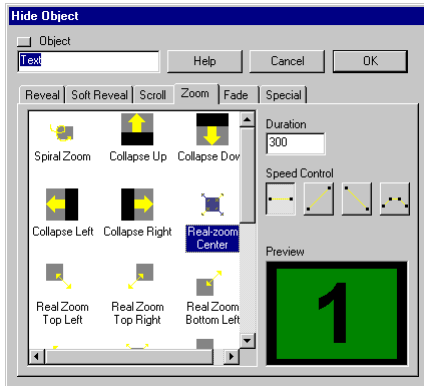 Hide Object
Object
Text
Help
Cancel
OK
Reveal
Soft Reveal
Scroll
Zoom
Fade
Special
Spiral Zoom
Collapse Up
Collapse Dov
Collapse Left
Collapse Right
Real-zoom
Center
Real Zoom
Top Left
Real Zoom
Top Right
Real Zoom
Bottom Left
Duration
300
Speed Control
Preview
1